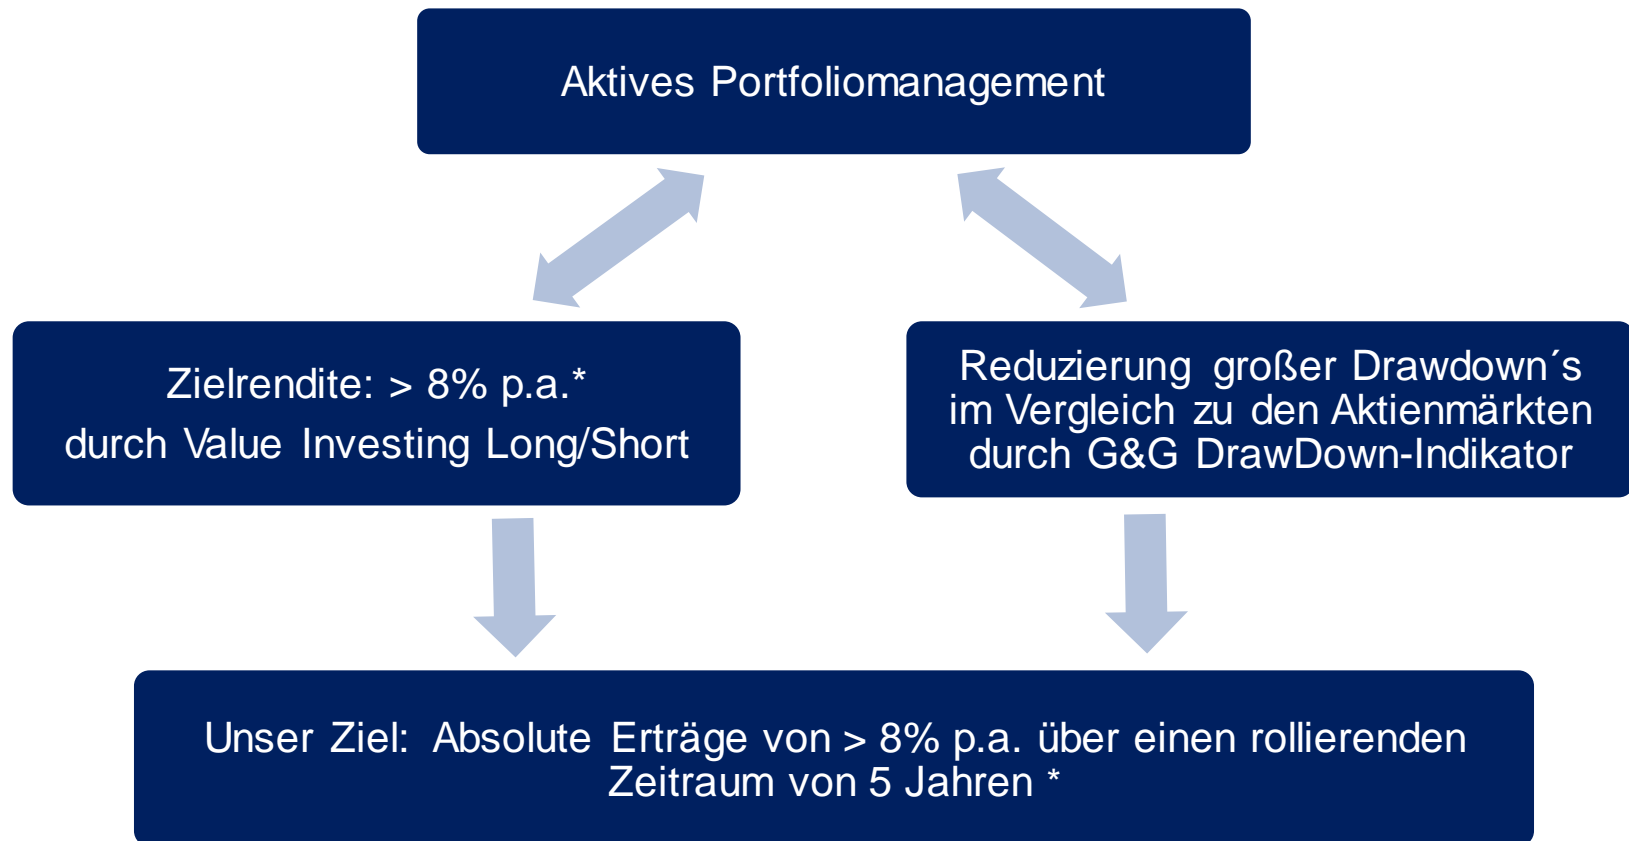 Aktives Portfoliomanagement
Zielrendite: > 8% p.a.*
durch Value Investing Long/Short
Reduzierung großer Drawdown´s
im Vergleich zu den Aktienmärkten
durch G&G DrawDown-Indikator
Unser Ziel: Absolute Erträge von > 8% p.a. über einen rollierenden
Zeitraum von 5 Jahren *